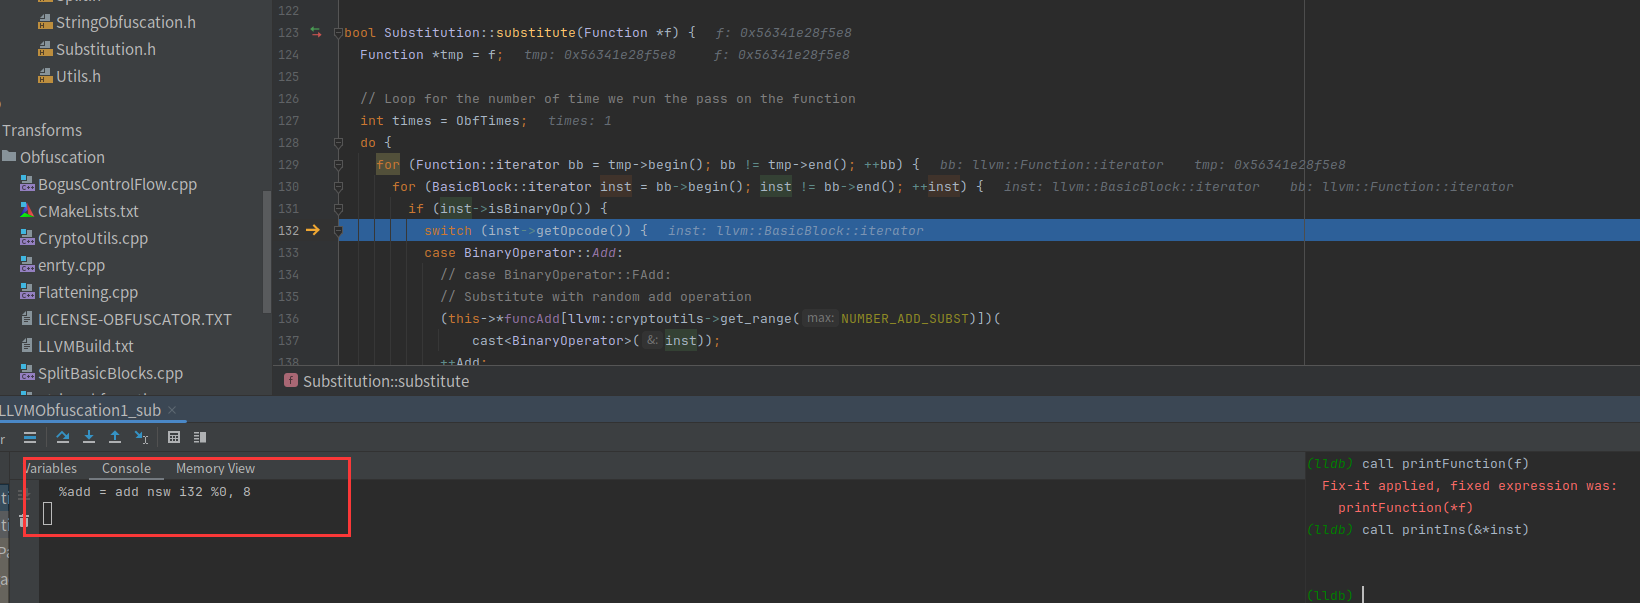 StringObfuscation.h
Substitution.h
Utils.h
Transforms
Obfuscation
BogusControlFlow.cpp
CMakeLists.txt
CryptoUtils.cpp
enrty.cpp
Flattening.cpp
LICENSE-OBFUSCATOR.TXT
LLVMBuild.txt
SplitBasicBlocks.cpp
122
123 bool Substitution::substitute(Function *f) { f: 0x56341e28f5e8
124 Function *tmp = f; tmp: 0x56341e28f5e8 f: 0x56341e28f5e8
125
126 // Loop for the number of time we run the pass on the function
127 int times = ObfTimes; times: 1
128 do {
129 for (Function::iterator bb = tmp->begin(); bb != tmp->end(); ++bb) { bb: llvm::Function::iterator tmp: 0x56341e28f5e8
130 for (BasicBlock::iterator inst = bb->begin(); inst != bb->end(); ++inst) { inst: llvm::BasicBlock::iterator bb: llvm::Function::iterator
131 if (inst->isBinaryOp()) {
132 switch (inst->getOpcode()) { inst: llvm::BasicBlock::iterator
133 case BinaryOperator::Add:
134 // case BinaryOperator::FAdd:
135 // Substitute with random add operation
136 (this->*funcAdd[llvm::cryptoutils->get_range( max: NUMBER_ADD_SUBST)])(
137 cast<BinaryOperator>( &: inst));
138 ++Add;
f Substitution::substitute
LLVMObfuscation1_sub ×
Variables Console Memory View
%add = add nsw i32 %0, 8
(lldb) call printFunction(f)
Fix-it applied, fixed expression was:
printFunction(*f)
(lldb) call printIns(&*inst)
(lldb)